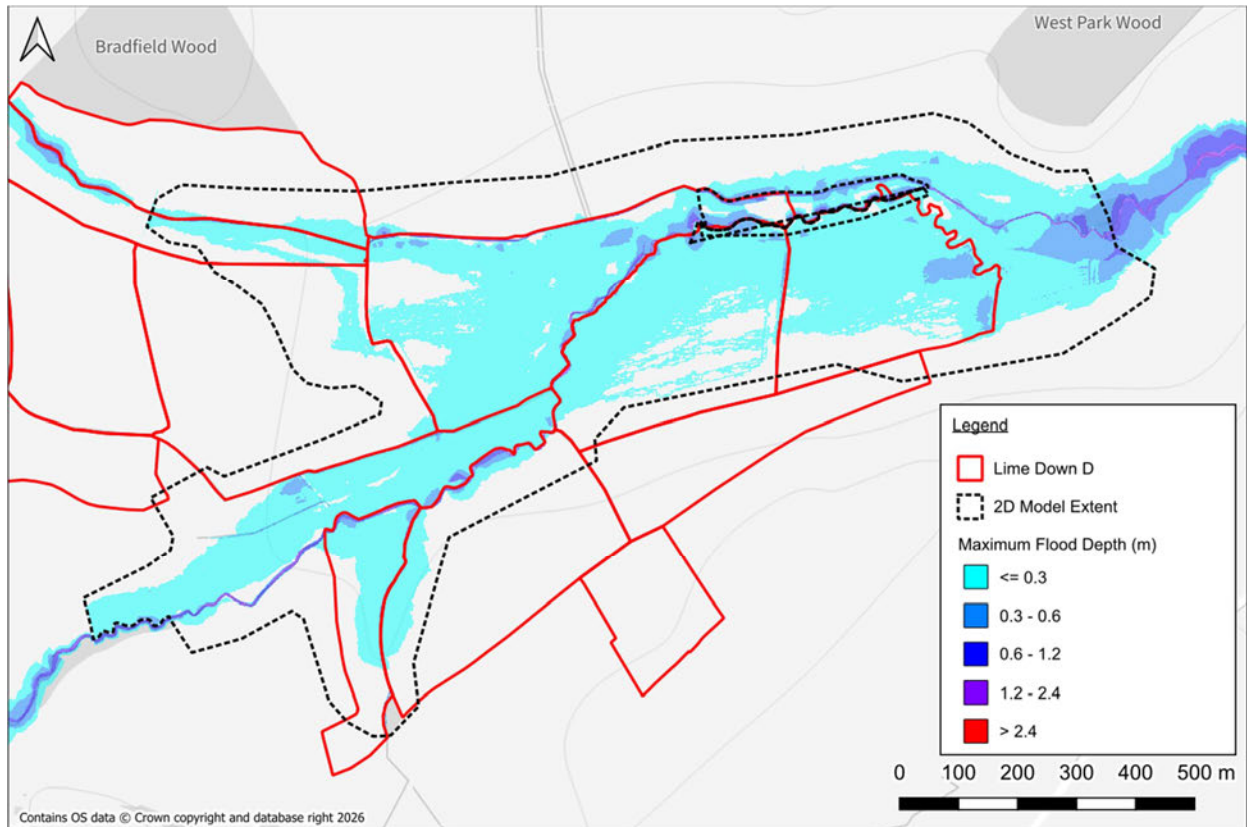 Bradfield Wood
West Park Wood
Legend
Lime Down D
2D Model Extent
Maximum Flood Depth (m)
<= 0.3
0.3 - 0.6
0.6 - 1.2
1.2 - 2.4
> 2.4
0 100 200 300 400 500 m
Contains OS data © Crown copyright and database right 2026